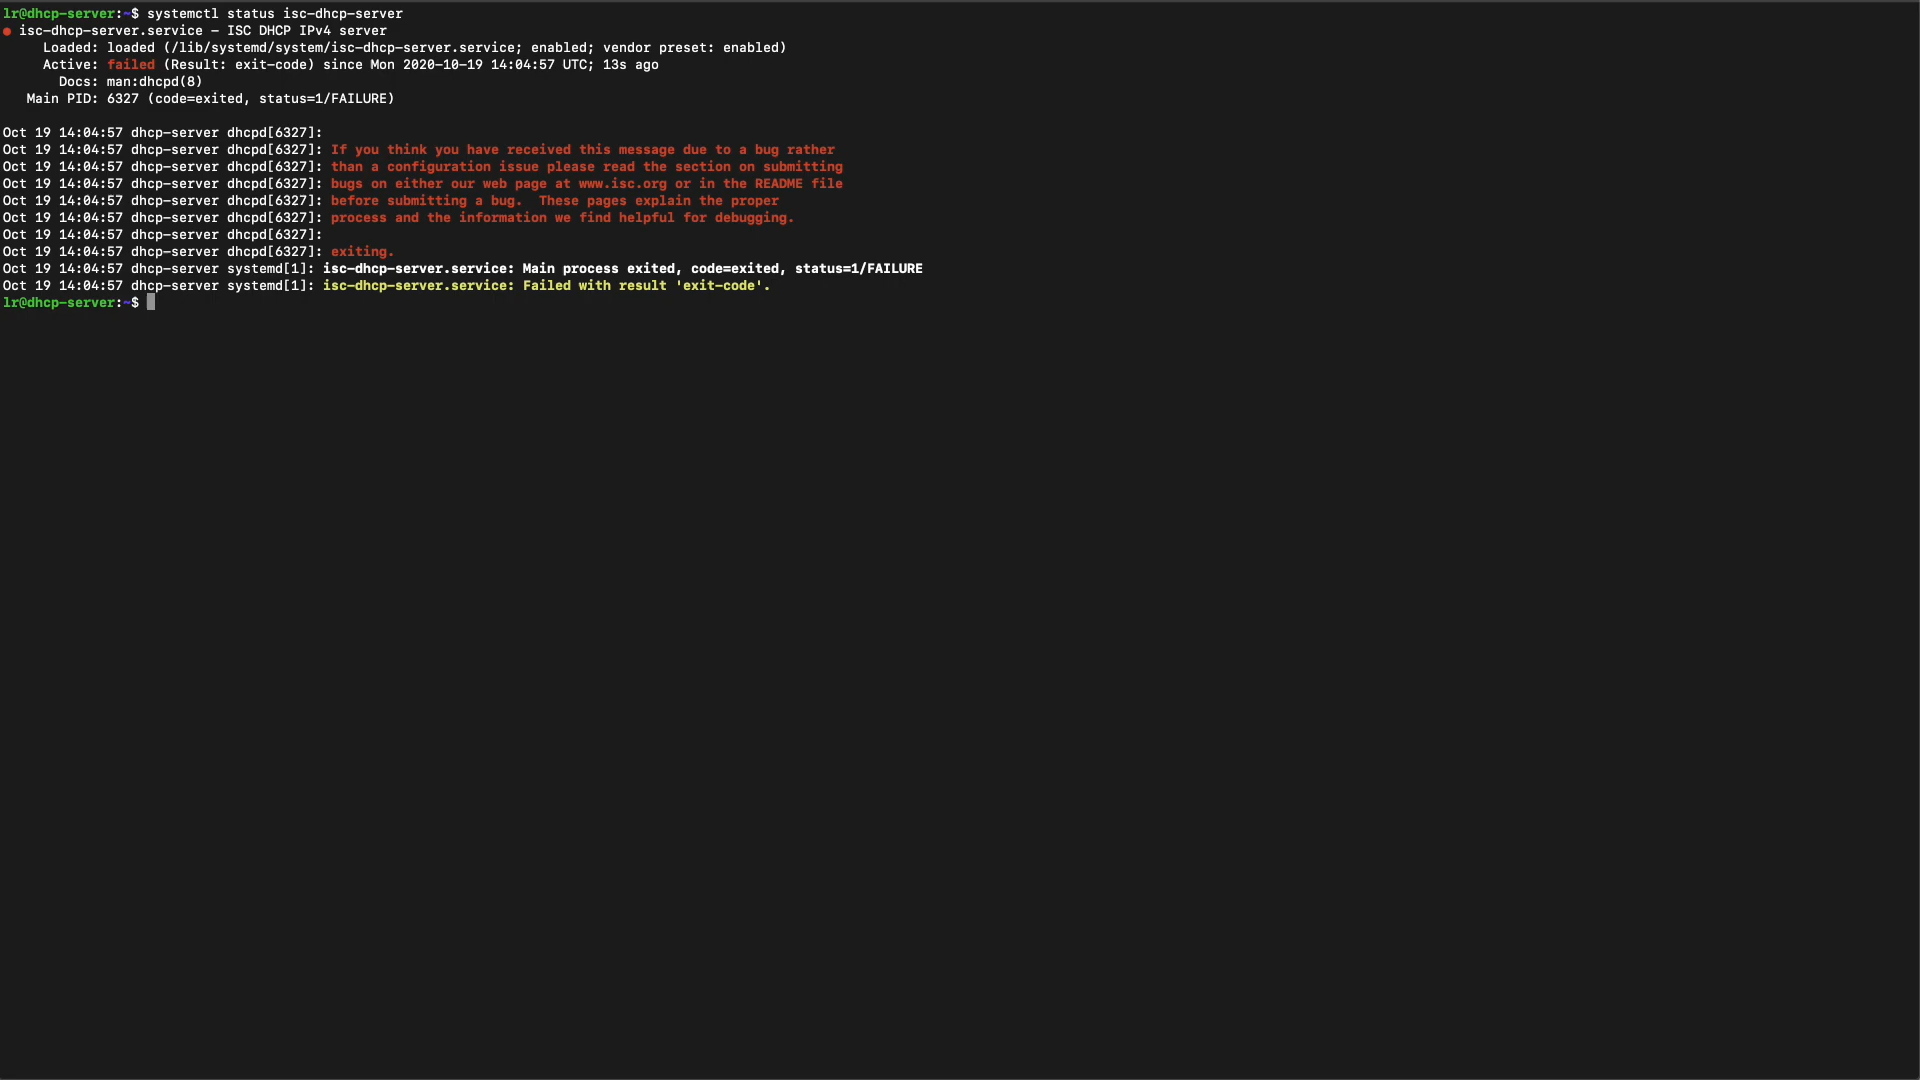 lr@dhcp-server:~$ systemctl status isc-dhcp-server
● isc-dhcp-server.service - ISC DHCP IPv4 server
     Loaded: loaded (/lib/systemd/system/isc-dhcp-server.service; enabled; vendor preset: enabled)
     Active: failed (Result: exit-code) since Mon 2020-10-19 14:04:57 UTC; 13s ago
       Docs: man:dhcpd(8)
   Main PID: 6327 (code=exited, status=1/FAILURE)
Oct 19 14:04:57 dhcp-server dhcpd[6327]:
Oct 19 14:04:57 dhcp-server dhcpd[6327]: If you think you have received this message due to a bug rather
Oct 19 14:04:57 dhcp-server dhcpd[6327]: than a configuration issue please read the section on submitting
Oct 19 14:04:57 dhcp-server dhcpd[6327]: bugs on either our web page at www.isc.org or in the README file
Oct 19 14:04:57 dhcp-server dhcpd[6327]: before submitting a bug.  These pages explain the proper
Oct 19 14:04:57 dhcp-server dhcpd[6327]: process and the information we find helpful for debugging.
Oct 19 14:04:57 dhcp-server dhcpd[6327]:
Oct 19 14:04:57 dhcp-server dhcpd[6327]: exiting.
Oct 19 14:04:57 dhcp-server systemd[1]: isc-dhcp-server.service: Main process exited, code=exited, status=1/FAILURE
Oct 19 14:04:57 dhcp-server systemd[1]: isc-dhcp-server.service: Failed with result 'exit-code'.
lr@dhcp-server:~$